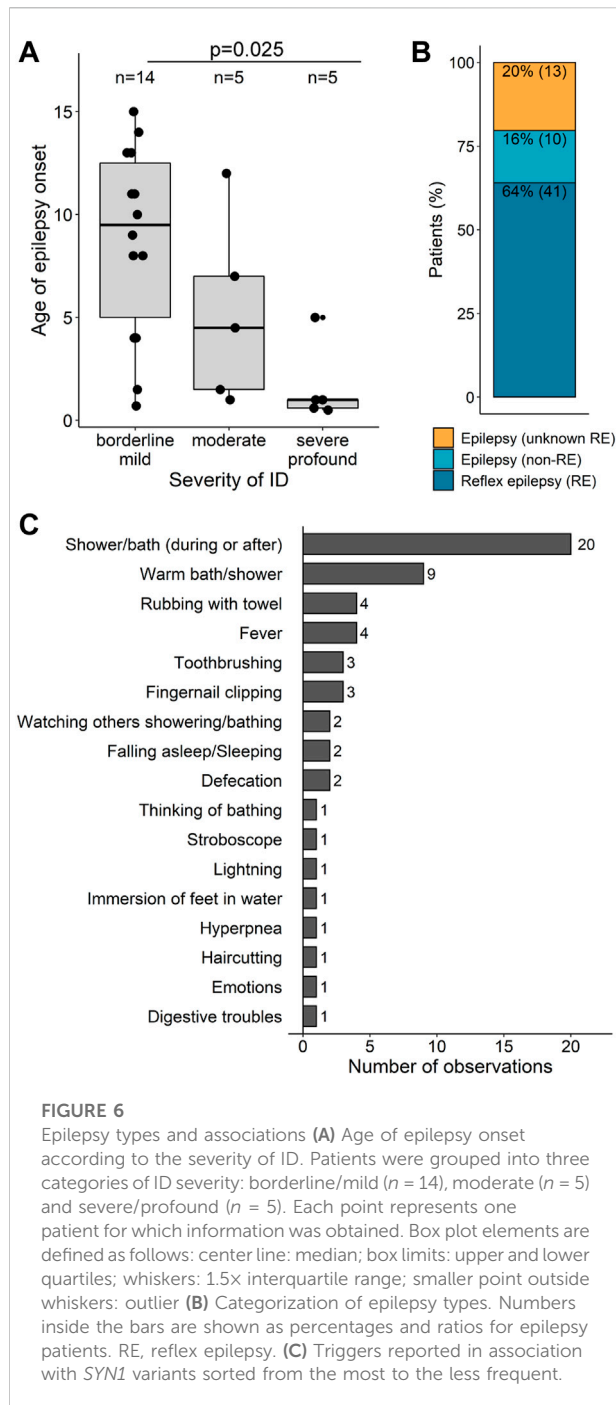 A
p=0.025
n=14
n=5
n=5
15
10
5
0
Age of epilepsy onset
borderline
mild
moderate
severe
profound
Severity of ID
B
100
75
50
25
0
Patients (%)
20% (13)
16% (10)
64% (41)
Epilepsy (unknown RE)
Epilepsy (non-RE)
Reflex epilepsy (RE)
C
Shower/bath (during or after) 20
Warm bath/shower 9
Rubbing with towel 4
Fever 4
Toothbrushing 3
Fingernail clipping 3
Watching others showering/bathing 2
Falling asleep/Sleeping 2
Defecation 2
Thinking of bathing 1
Stroboscope 1
Lightning 1
Immersion of feet in water 1
Hyperpnea 1
Haircutting 1
Emotions 1
Digestive troubles 1
0 5 10 15 20
Number of observations
FIGURE 6
Epilepsy types and associations (A) Age of epilepsy onset
according to the severity of ID. Patients were grouped into three
categories of ID severity: borderline/mild (n = 14), moderate (n = 5)
and severe/profound (n = 5). Each point represents one
patient for which information was obtained. Box plot elements are
defined as follows: center line: median; box limits: upper and lower
quartiles; whiskers: 1.5× interquartile range; smaller point outside
whiskers: outlier (B) Categorization of epilepsy types. Numbers
inside the bars are shown as percentages and ratios for epilepsy
patients. RE, reflex epilepsy. (C) Triggers reported in association
with SYN1 variants sorted from the most to the less frequent.